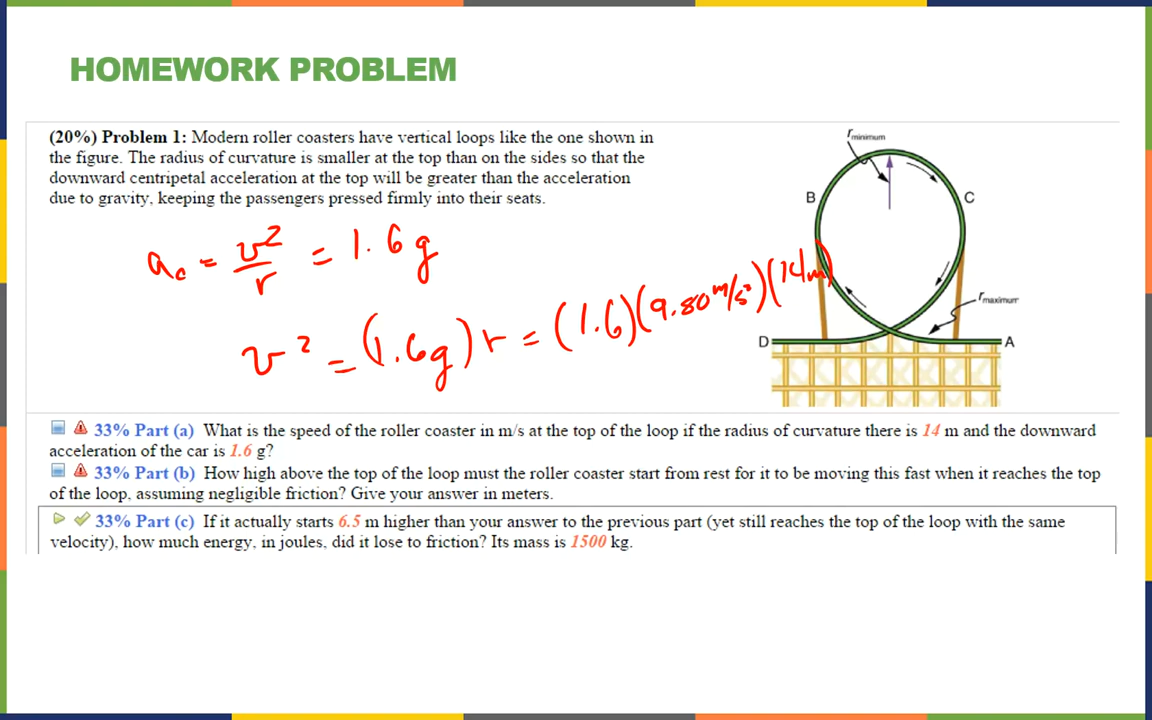 HOMEWORK PROBLEM
(20%) Problem 1: Modern roller coasters have vertical loops like the one shown in
the figure. The radius of curvature is smaller at the top than on the sides so that the
downward centripetal acceleration at the top will be greater than the acceleration
due to gravity, keeping the passengers pressed firmly into their seats.
r minimum
B
C
r maximum
D
A
a_c = v²/r = 1.6g
v² = (1.6g)r = (1.6)(9.80 m/s²)(14m)
33% Part (a) What is the speed of the roller coaster in m/s at the top of the loop if the radius of curvature there is 14 m and the downward
acceleration of the car is 1.6 g?
33% Part (b) How high above the top of the loop must the roller coaster start from rest for it to be moving this fast when it reaches the top
of the loop, assuming negligible friction? Give your answer in meters.
33% Part (c) If it actually starts 6.5 m higher than your answer to the previous part (yet still reaches the top of the loop with the same
velocity), how much energy, in joules, did it lose to friction? Its mass is 1500 kg.